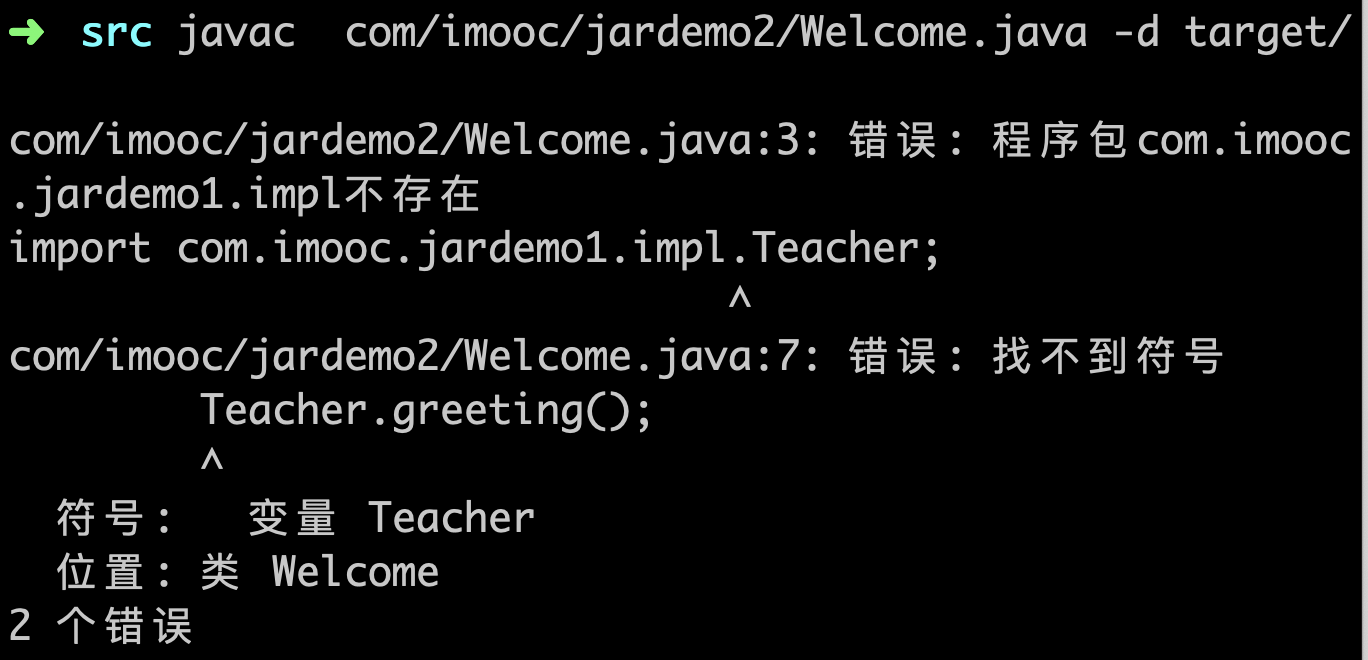 ➜  src javac  com/imooc/jardemo2/Welcome.java -d target/
com/imooc/jardemo2/Welcome.java:3: 错误: 程序包com.imooc
.jardemo1.impl不存在
import com.imooc.jardemo1.impl.Teacher;
                              ^
com/imooc/jardemo2/Welcome.java:7: 错误: 找不到符号
        Teacher.greeting();
        ^
  符号:   变量 Teacher
  位置: 类 Welcome
2 个错误